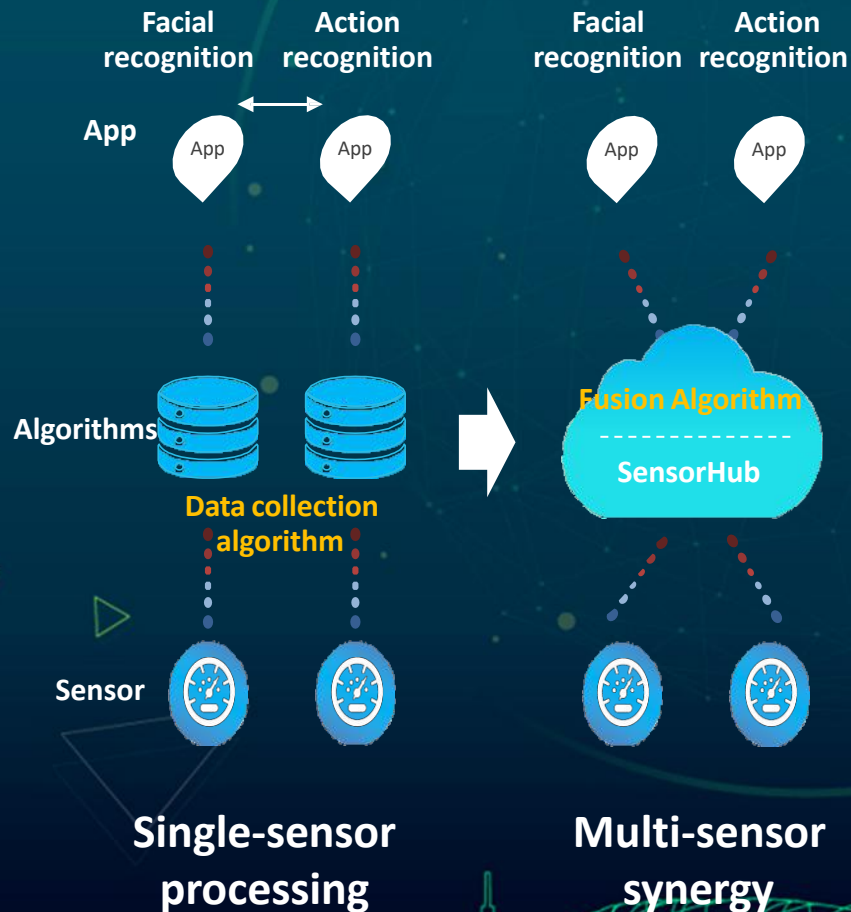 Facial recognition
Action recognition
Facial recognition
Action recognition
App
App
App
App
App
Algorithms
Data collection
algorithm
Fusion Algorithm
SensorHub
Sensor
Single-sensor
processing
Multi-sensor
synergy